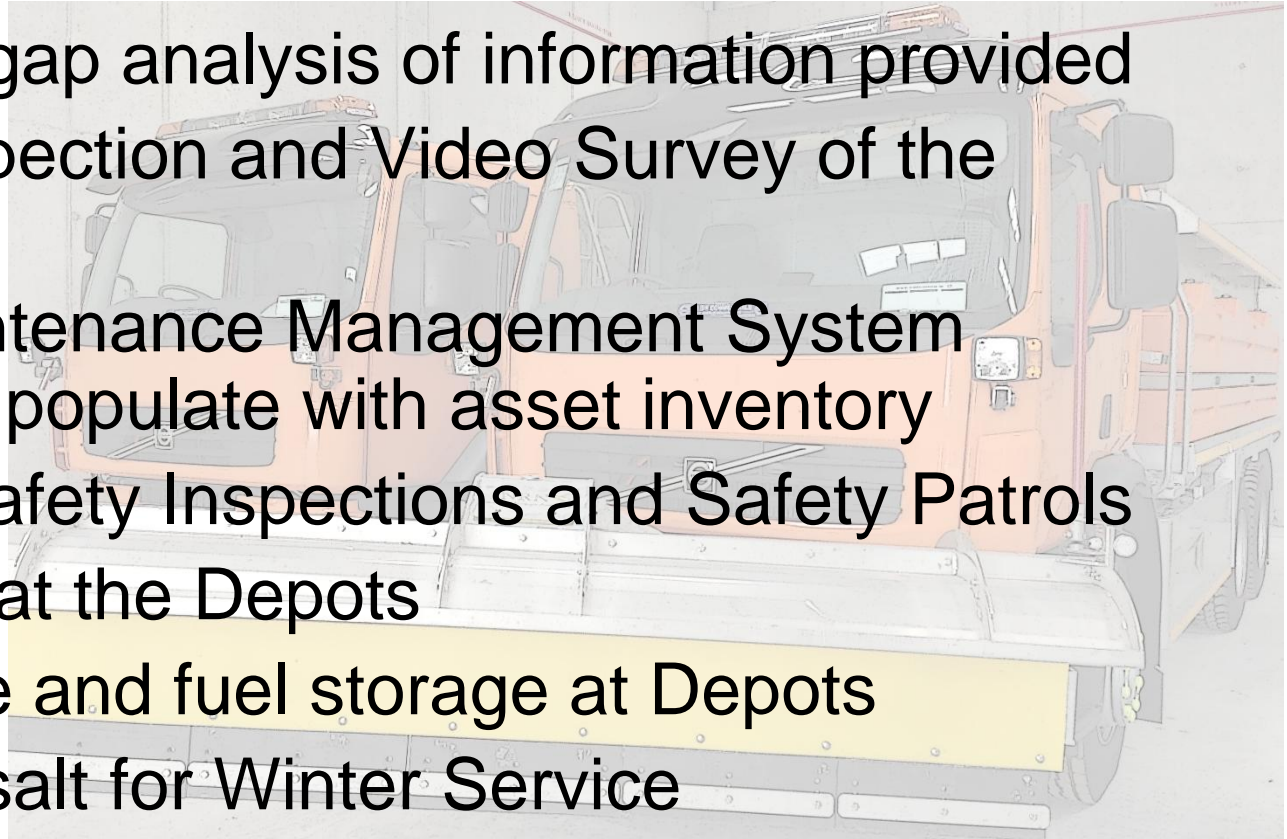 gap analysis of information provided
pection and Video Survey of the
ntenance Management System
populate with asset inventory
afety Inspections and Safety Patrols
at the Depots
e and fuel storage at Depots
salt for Winter Service